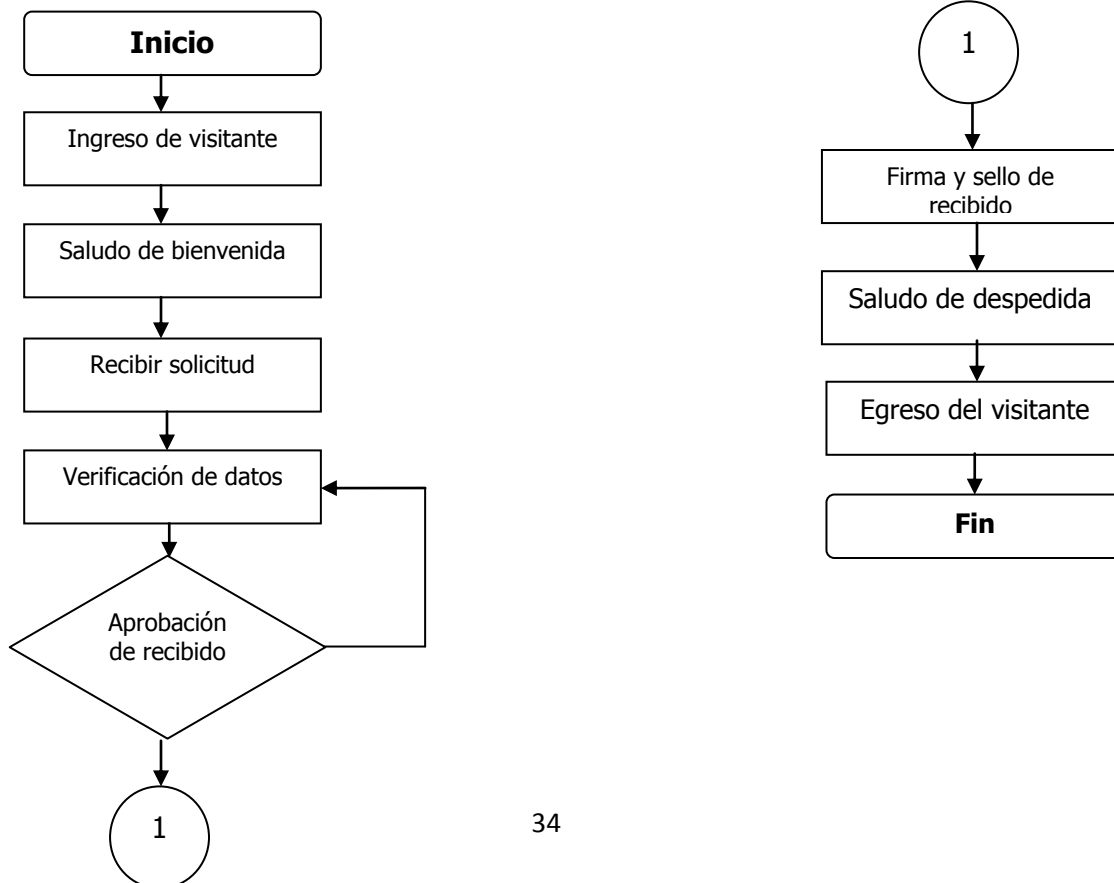 Inicio
Ingreso de visitante
Saludo de bienvenida
Recibir solicitud
Verificación de datos
Aprobación
de recibido
1
1
Firma y sello de
recibido
Saludo de despedida
Egreso del visitante
Fin
34